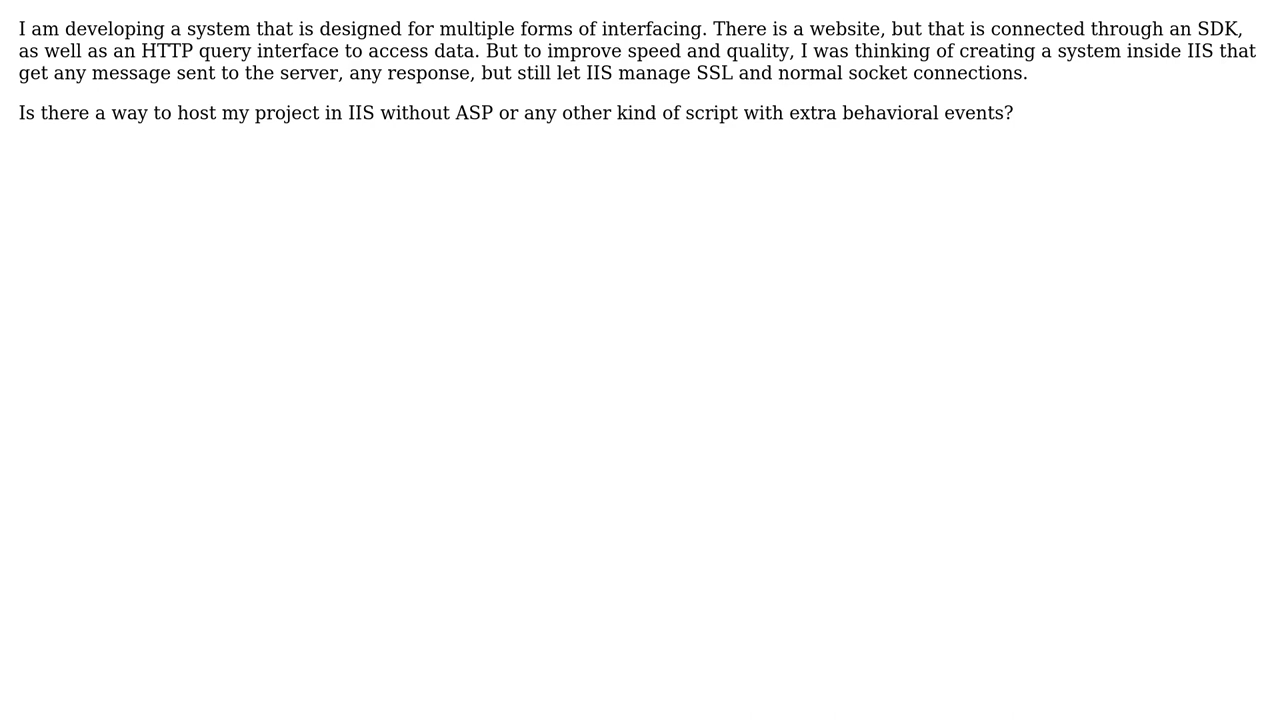 I am developing a system that is designed for multiple forms of interfacing. There is a website, but that is connected through an SDK,
as well as an HTTP query interface to access data. But to improve speed and quality, I was thinking of creating a system inside IIS that
get any message sent to the server, any response, but still let IIS manage SSL and normal socket connections.
Is there a way to host my project in IIS without ASP or any other kind of script with extra behavioral events?